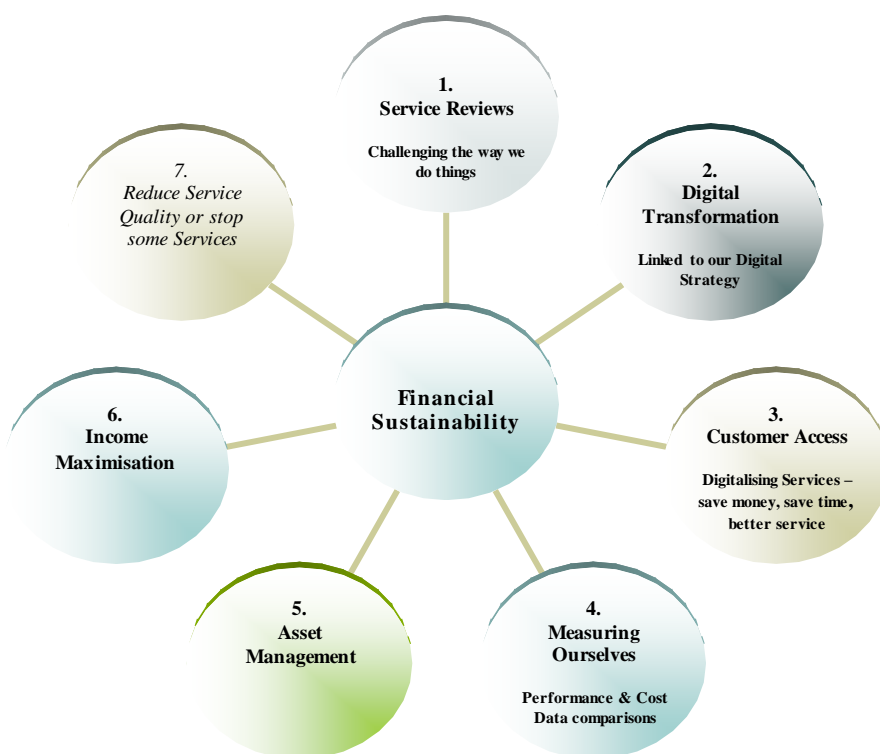 1.
Service Reviews
Challenging the way we
do things
2.
Digital
Transformation
Linked to our Digital
Strategy
3.
Customer Access
Digitalising Services –
save money, save time,
better service
4.
Measuring
Ourselves
Performance & Cost
Data comparisons
5.
Asset
Management
6.
Income
Maximisation
7.
Reduce Service
Quality or stop
some Services
Financial
Sustainability